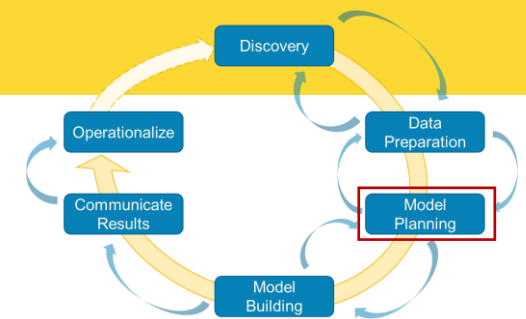 Discovery
Data
Preparation
Model
Planning
Model
Building
Communicate
Results
Operationalize